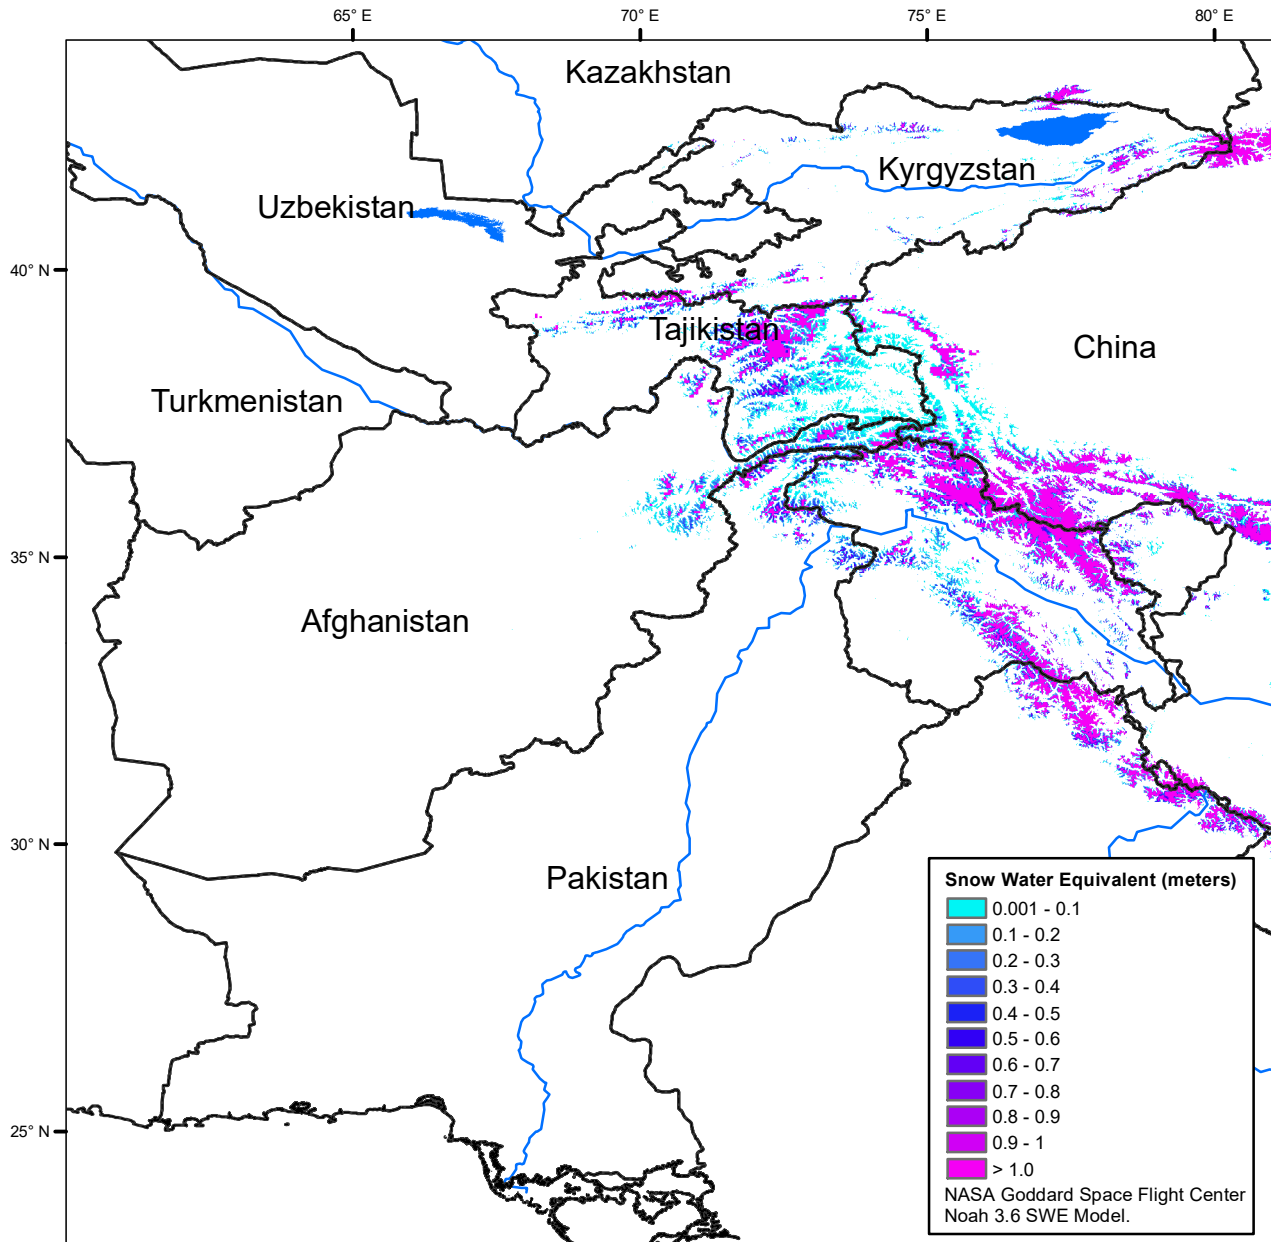 65° E
70° E
75° E
80° E
Kazakhstan
Kyrgyzstan
Uzbekistan
40° N
Tajikistan
China
Turkmenistan
35° N
Afghanistan
30° N
Pakistan
25° N
Snow Water Equivalent (meters)
0.001 - 0.1
0.1 - 0.2
0.2 - 0.3
0.3 - 0.4
0.4 - 0.5
0.5 - 0.6
0.6 - 0.7
0.7 - 0.8
0.8 - 0.9
0.9 - 1
> 1.0
NASA Goddard Space Flight Center
Noah 3.6 SWE Model.